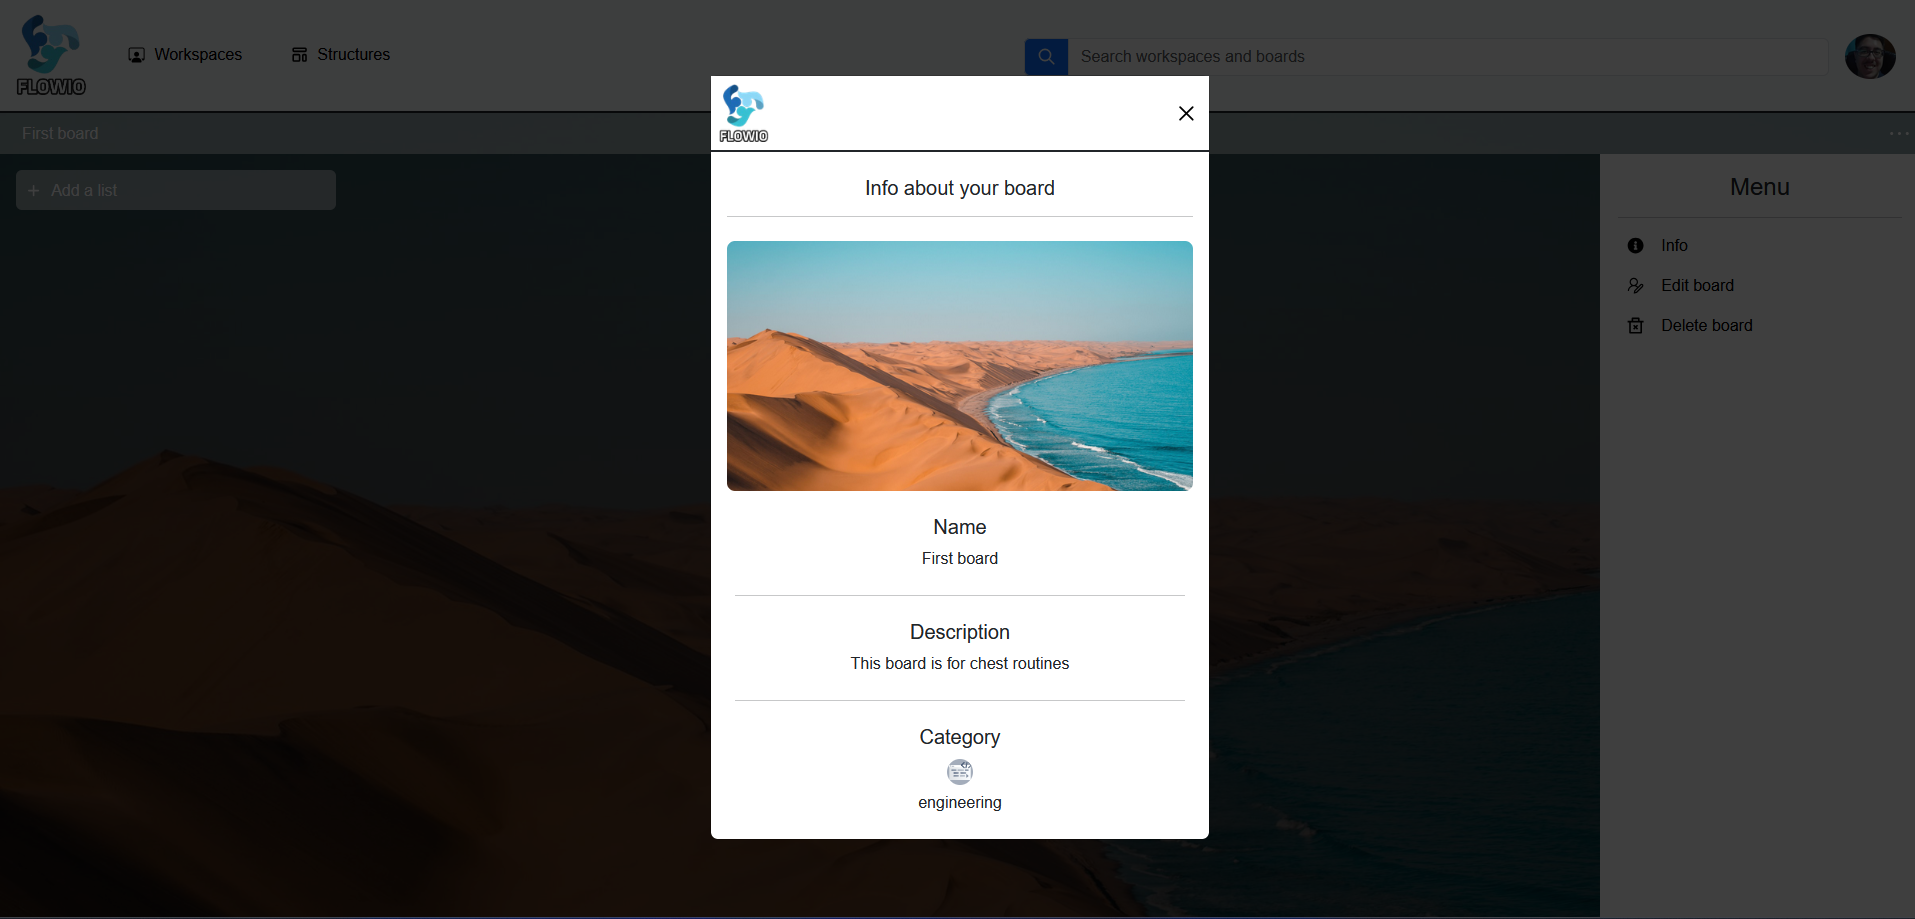 FLOWIO
Workspaces
Structures
Search workspaces and boards
First board
...
+ Add a list
FLOWIO
Info about your board
Name
First board
Description
This board is for chest routines
Category
engineering
Menu
Info
Edit board
Delete board